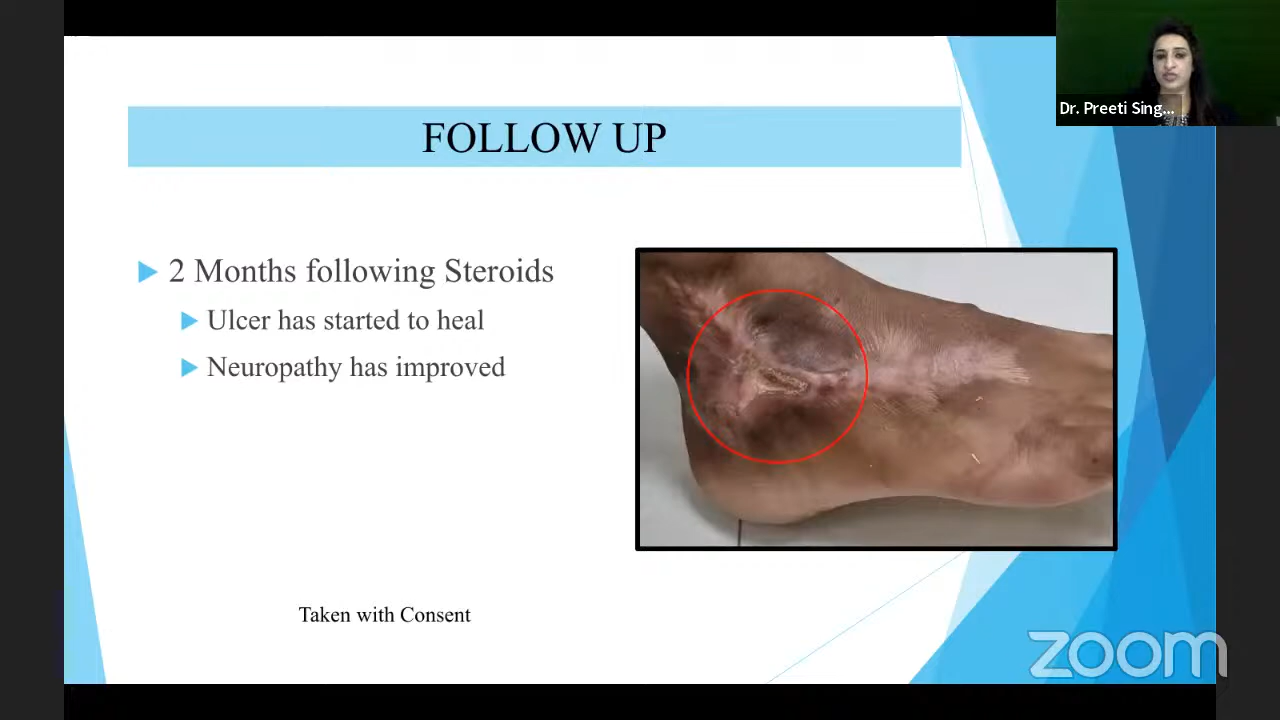 FOLLOW UP
2 Months following Steroids
Ulcer has started to heal
Neuropathy has improved
Taken with Consent
Dr. Preeti Sing...
zoom